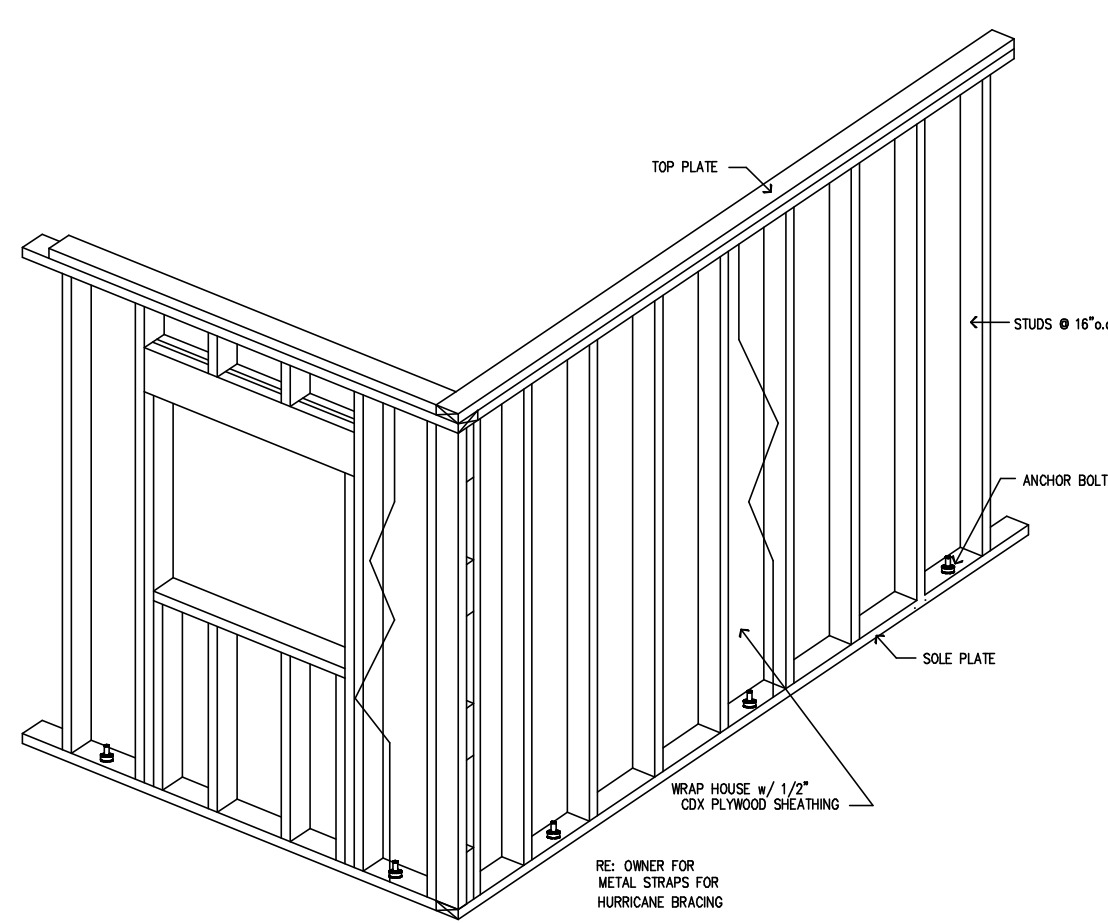 TOP PLATE
STUDS @ 16"o.c
ANCHOR BOLT
SOLE PLATE
WRAP HOUSE w/ 1/2"
CDX PLYWOOD SHEATHING
RE: OWNER FOR
METAL STRAPS FOR
HURRICANE BRACING